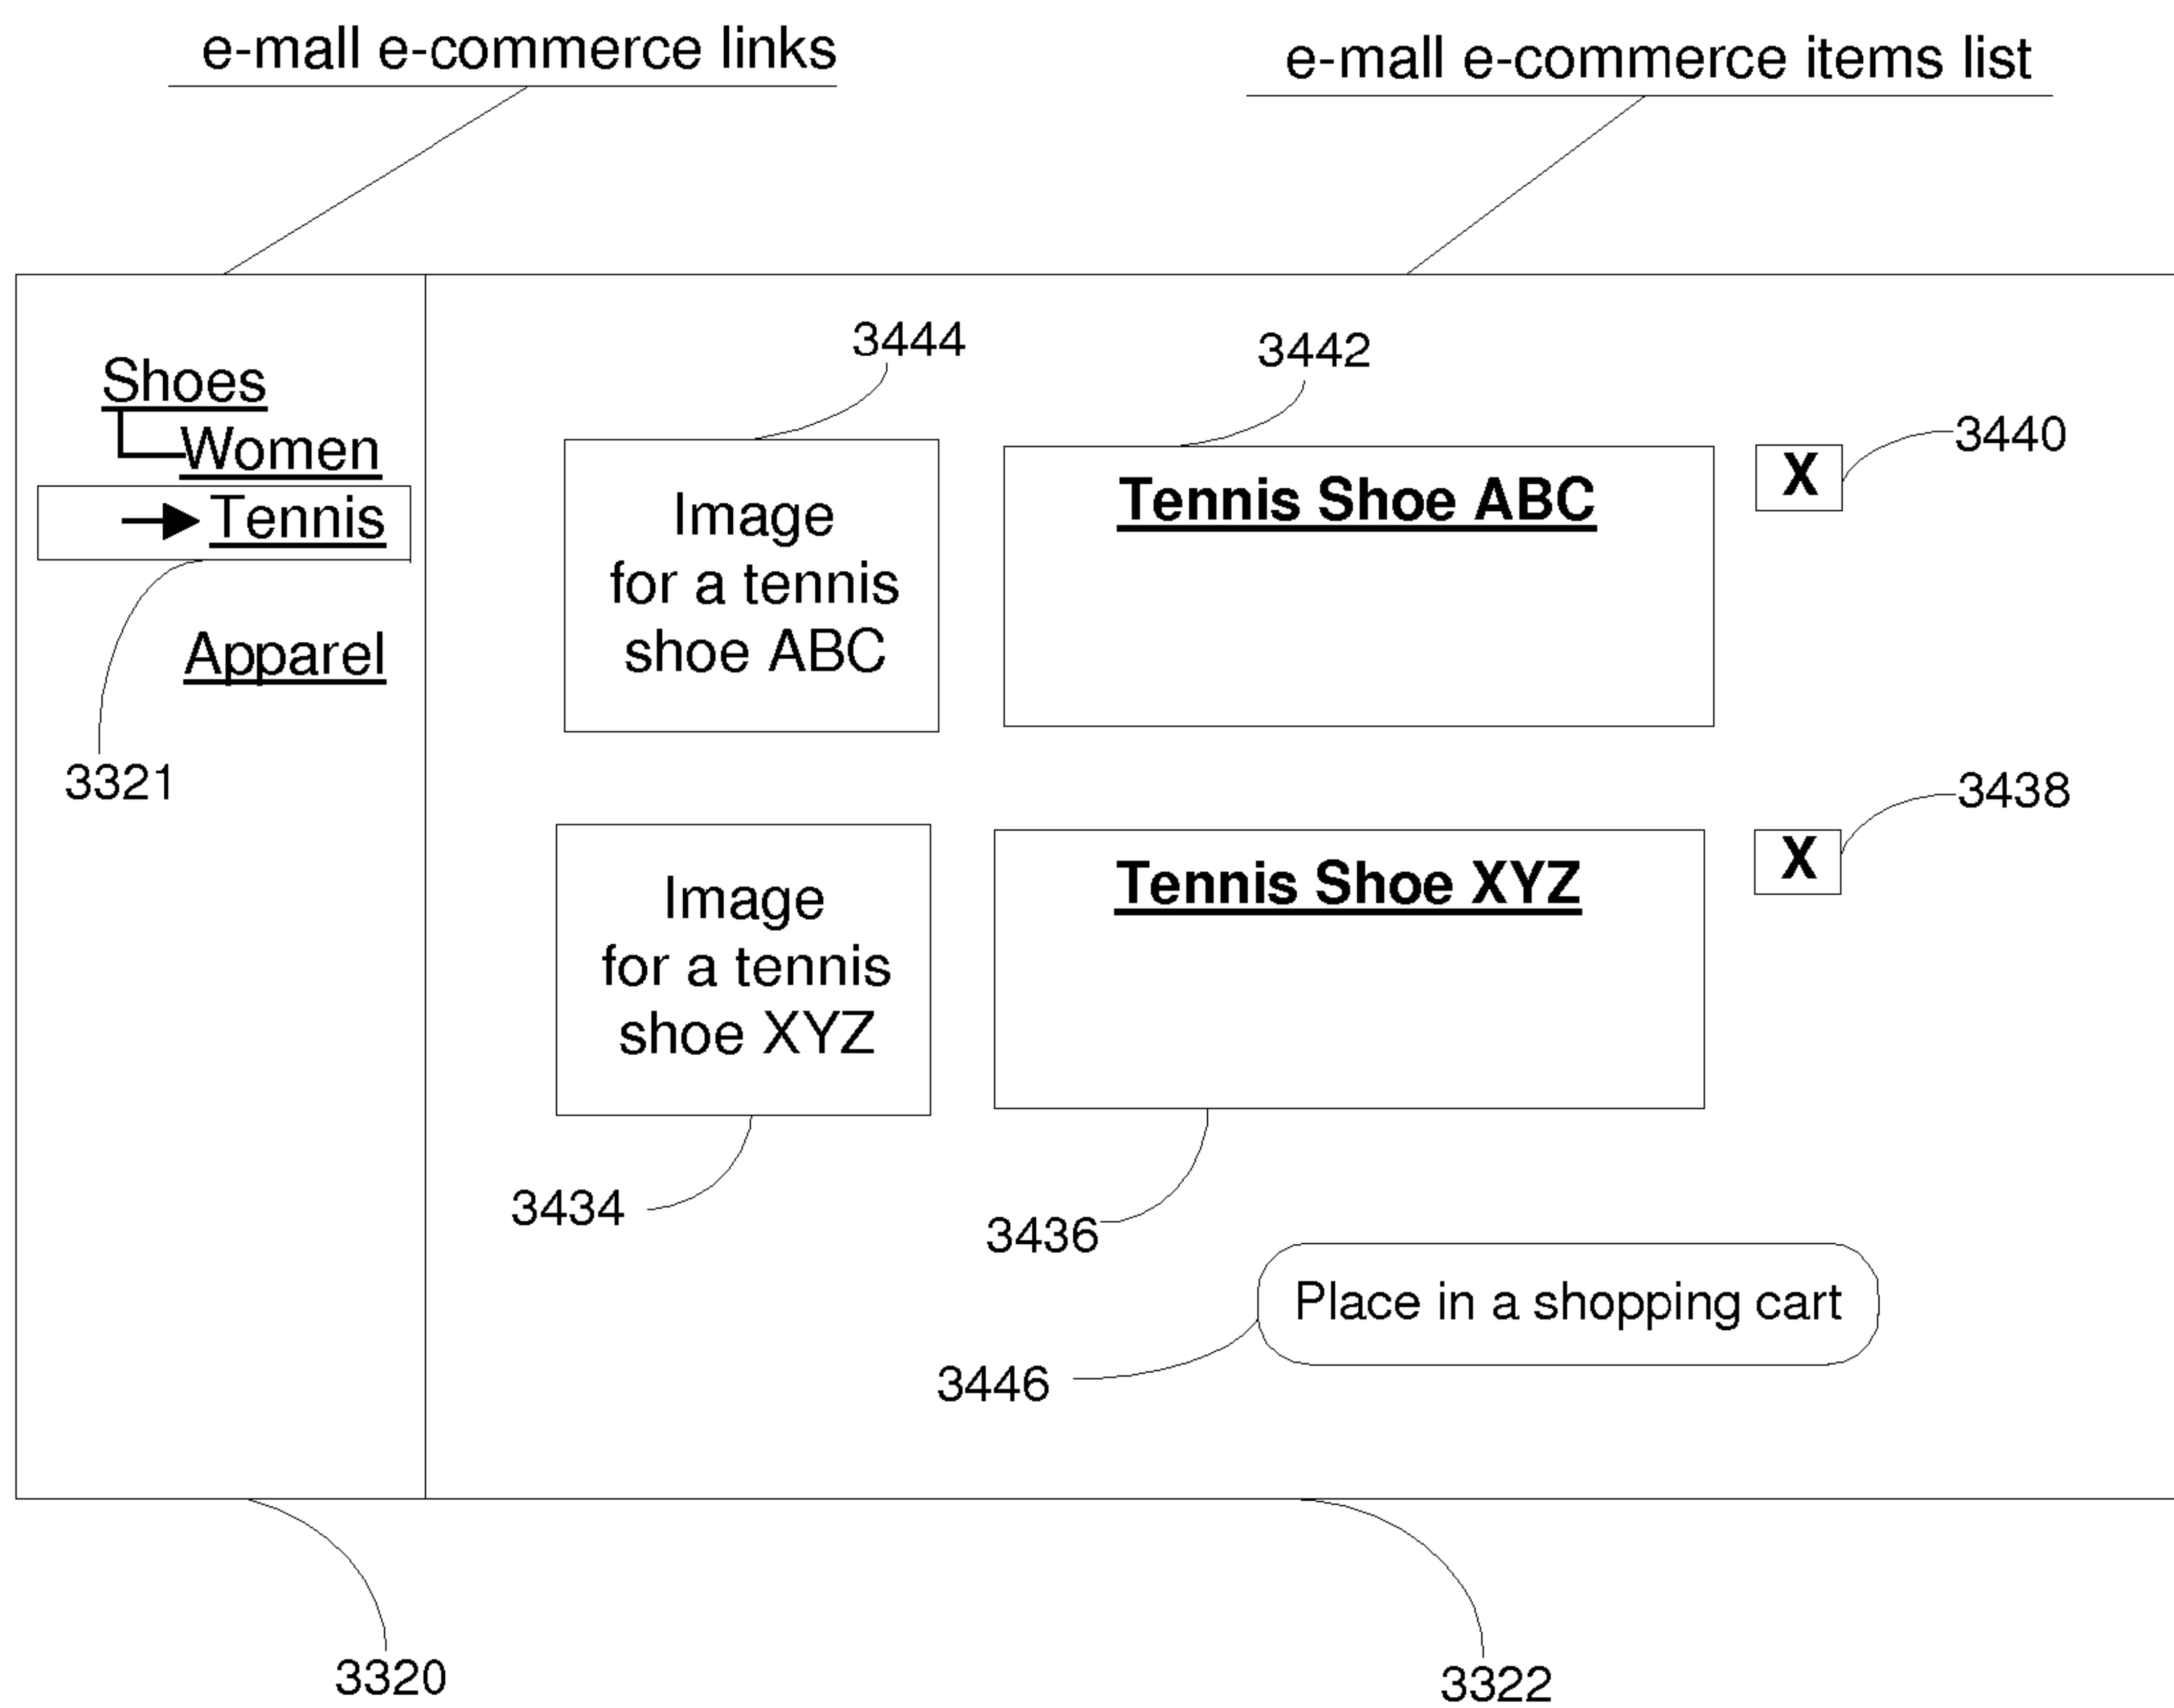 e-mall e-commerce links
e-mall e-commerce items list
3444
3442
3440
Shoes
Women
Tennis
Apparel
3321
Image
for a tennis
shoe ABC
Tennis Shoe ABC
X
3438
Image
for a tennis
shoe XYZ
Tennis Shoe XYZ
X
3434
3436
Place in a shopping cart
3446
3320
3322